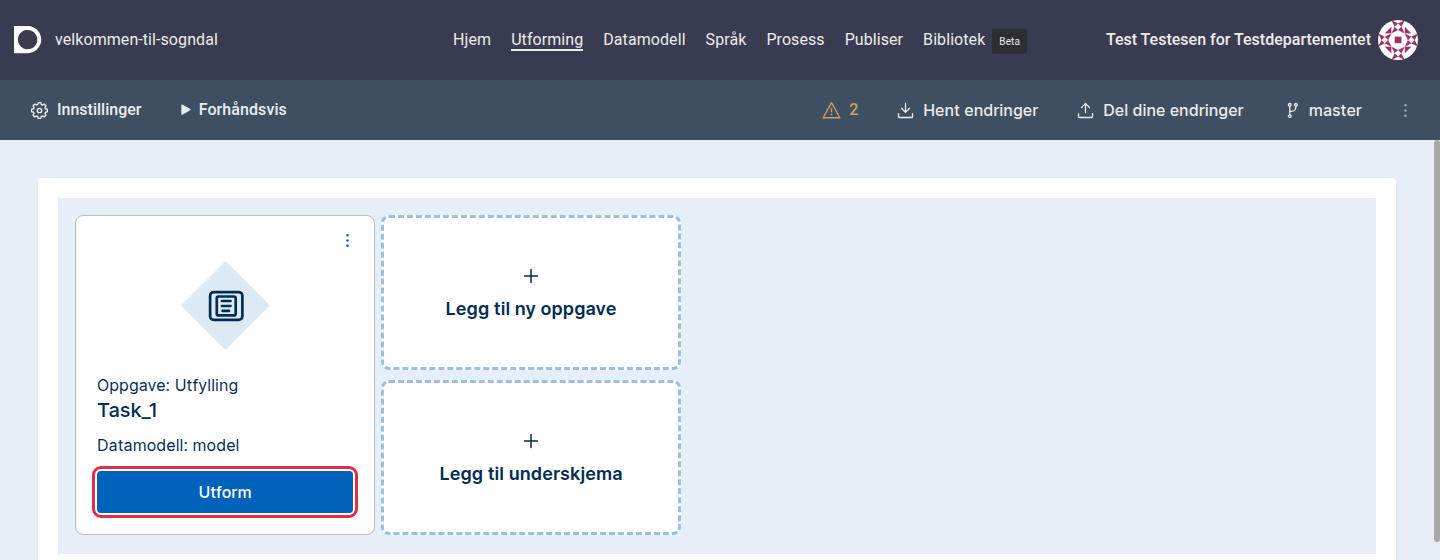 velkommen-til-sogndal
Hjem Utforming Datamodell Språk Prosess Publiser Bibliotek Beta
Test Testesen for Testdepartementet
Innstillinger Forhåndsvis
2 Hent endringer Del dine endringer master
Oppgave: Utfylling
Task_1
Datamodell: model
Utform
Legg til ny oppgave
Legg til underskjema